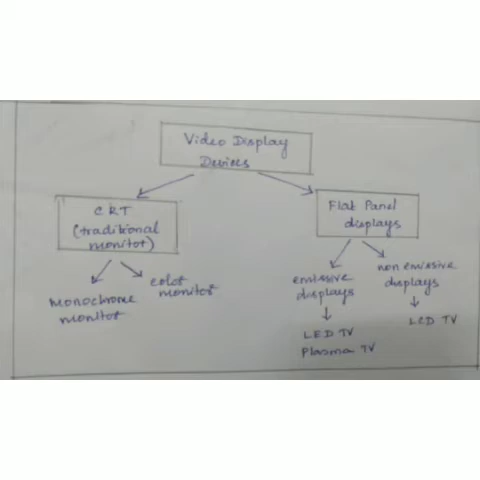 Video Display
Devices
CRT
(traditional
monitor)
Flat Panel
displays
Monochrome
monitor
color
monitor
emissive
displays
non emissive
displays
LED TV
Plasma TV
LCD TV